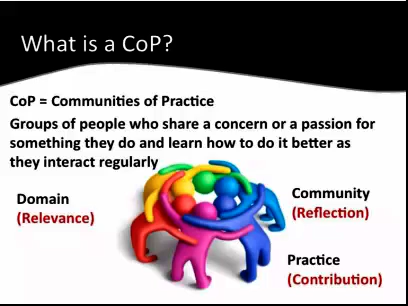 What is a CoP?
CoP = Communities of Practice
Groups of people who share a concern or a passion for
something they do and learn how to do it better as
they interact regularly
Domain
(Relevance)
Community
(Reflection)
Practice
(Contribution)